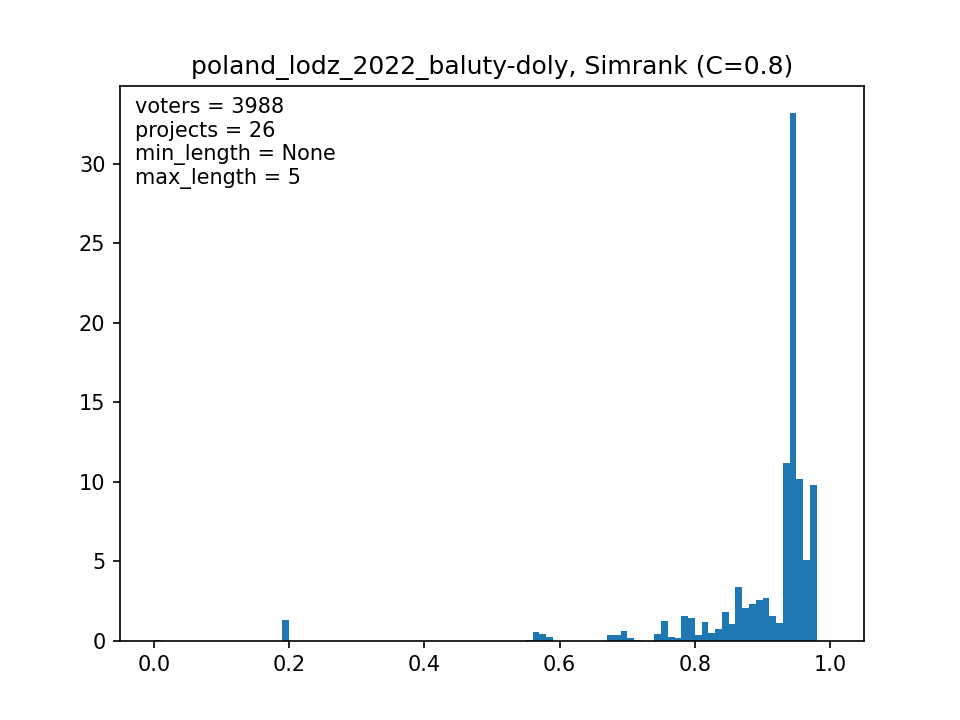 poland_lodz_2022_baluty-doly, Simrank (C=0.8)
voters = 3988
projects = 26
min_length = None
max_length = 5
30
25
20
15
10
5
0
0.0 0.2 0.4 0.6 0.8 1.0